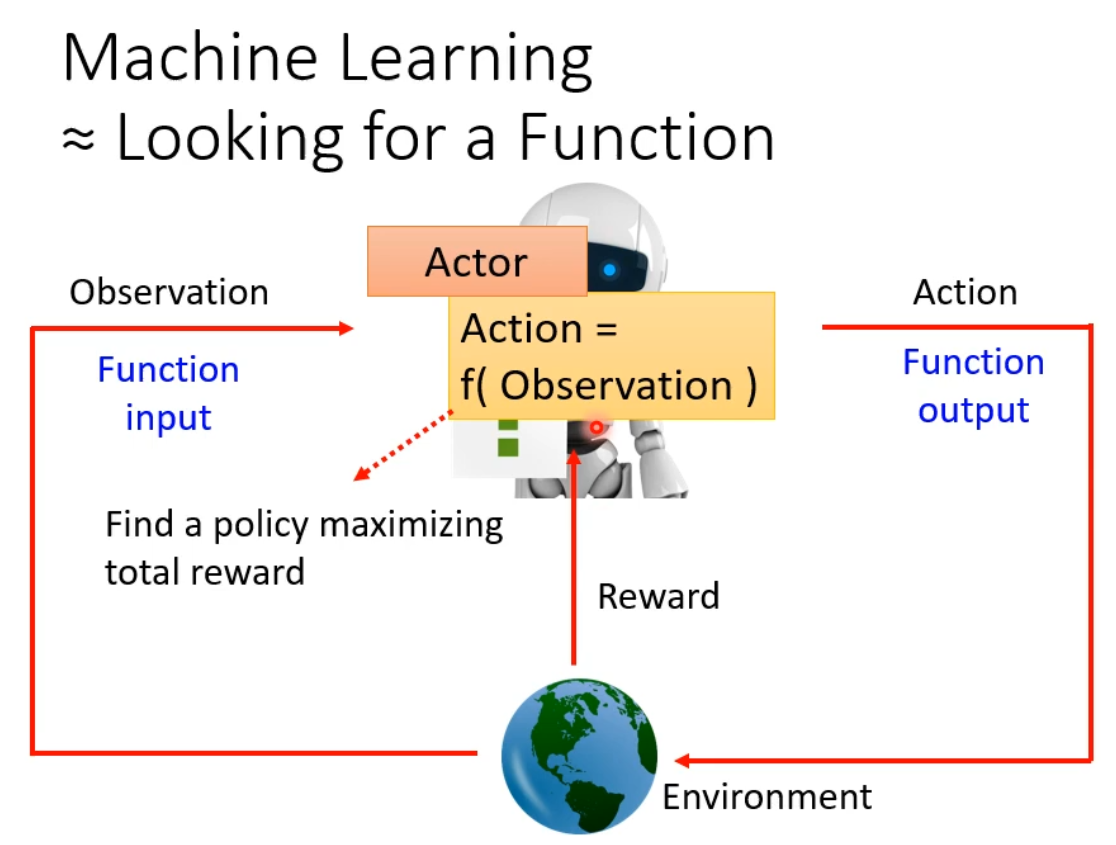 Machine Learning
≈ Looking for a Function
Actor
Observation
Action
Action =
f( Observation )
Function
input
Function
output
Find a policy maximizing
total reward
Reward
Environment